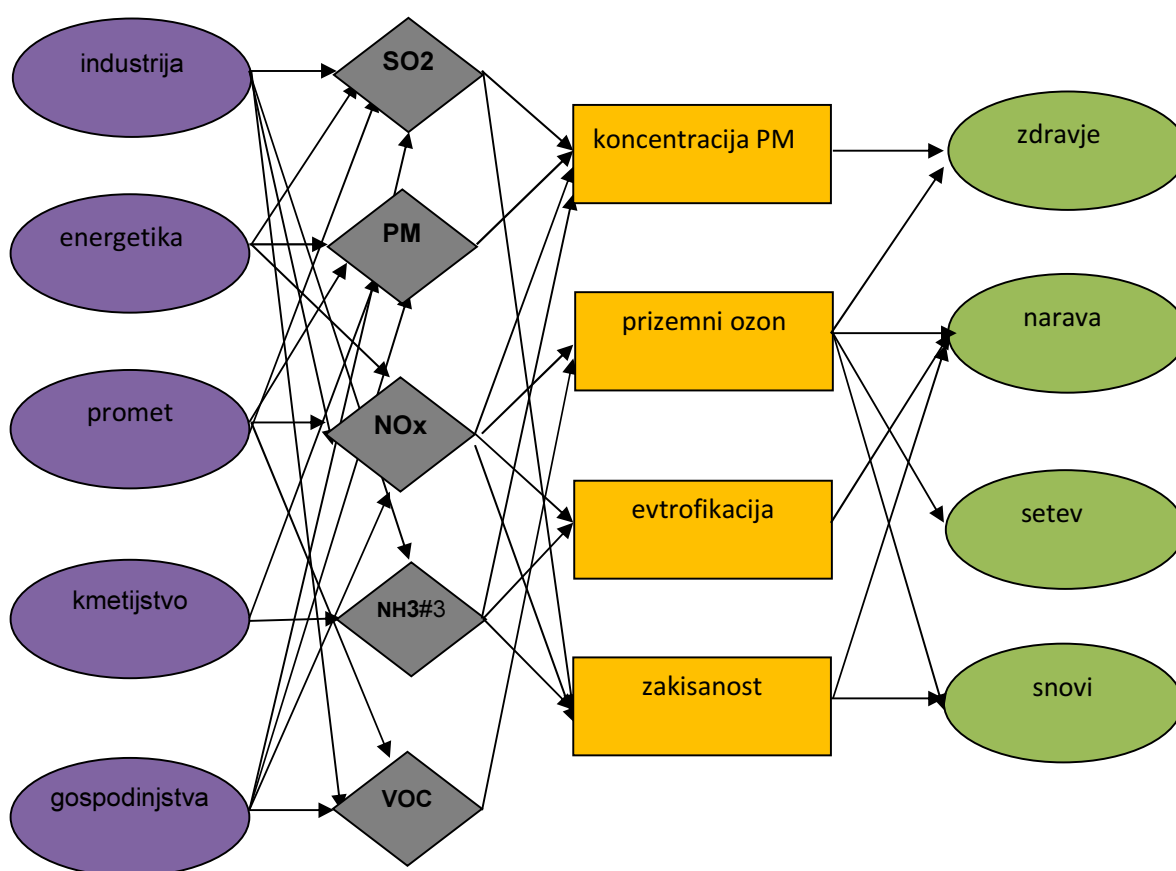 industrija
energetika
promet
kmetijstvo
gospodinjstva
SO2
PM
NOx
NH3#3
VOC
koncentracija PM
prizemni ozon
evtrofikacija
zakisanost
zdravje
narava
setev
snovi